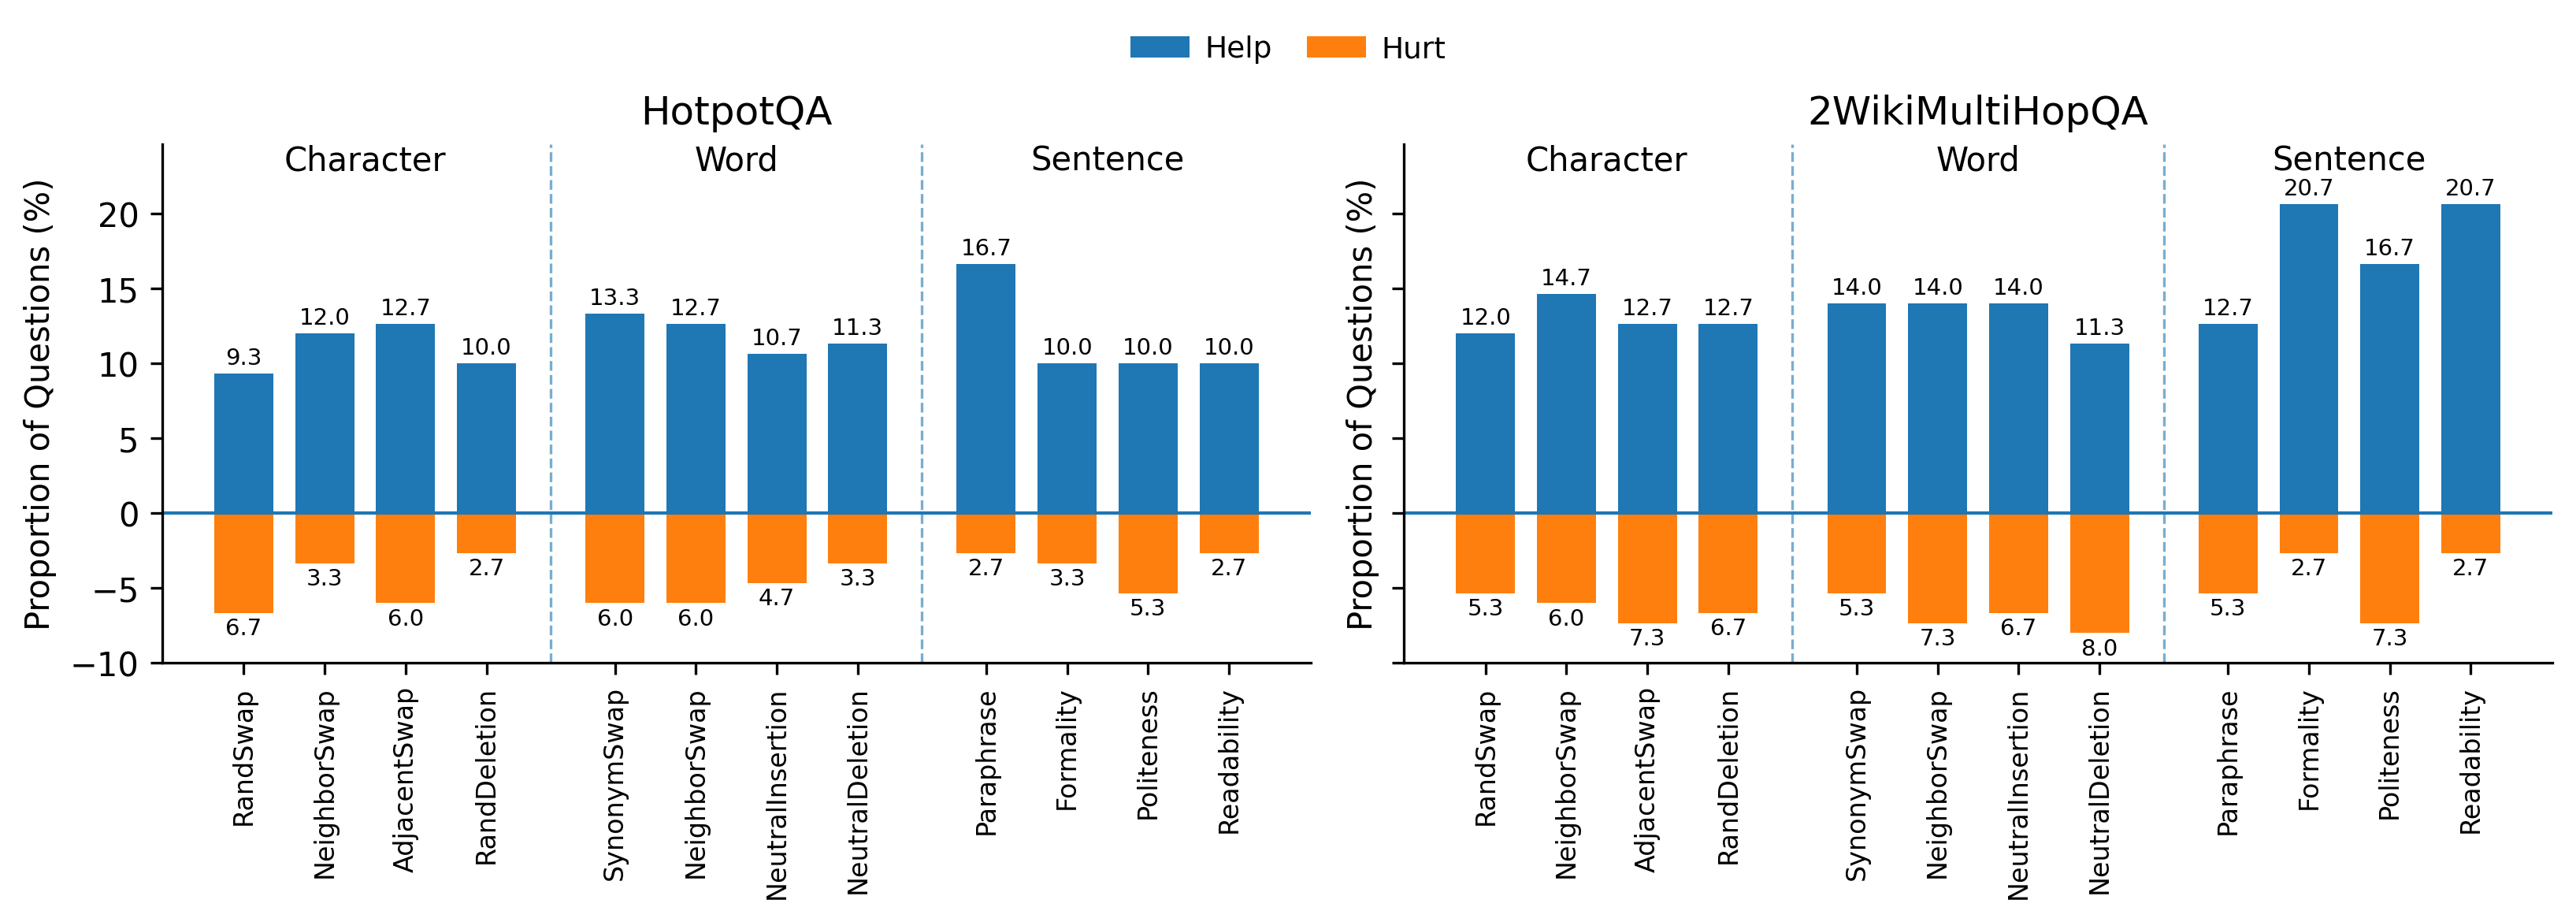 Help Hurt
HotpotQA
Character Word Sentence
Proportion of Questions (%)
20
15
10
5
0
−5
−10
9.3 12.0 12.7 10.0 13.3 12.7 10.7 11.3 16.7 10.0 10.0 10.0
6.7 3.3 6.0 2.7 6.0 6.0 4.7 3.3 2.7 3.3 5.3 2.7
RandSwap
NeighborSwap
AdjacentSwap
RandDeletion
SynonymSwap
NeighborSwap
NeutralInsertion
NeutralDeletion
Paraphrase
Formality
Politeness
Readability
2WikiMultiHopQA
Character Word Sentence
Proportion of Questions (%)
12.0 14.7 12.7 12.7 14.0 14.0 14.0 11.3 12.7 20.7 16.7 20.7
5.3 6.0 7.3 6.7 5.3 7.3 6.7 8.0 5.3 2.7 7.3 2.7
RandSwap
NeighborSwap
AdjacentSwap
RandDeletion
SynonymSwap
NeighborSwap
NeutralInsertion
NeutralDeletion
Paraphrase
Formality
Politeness
Readability